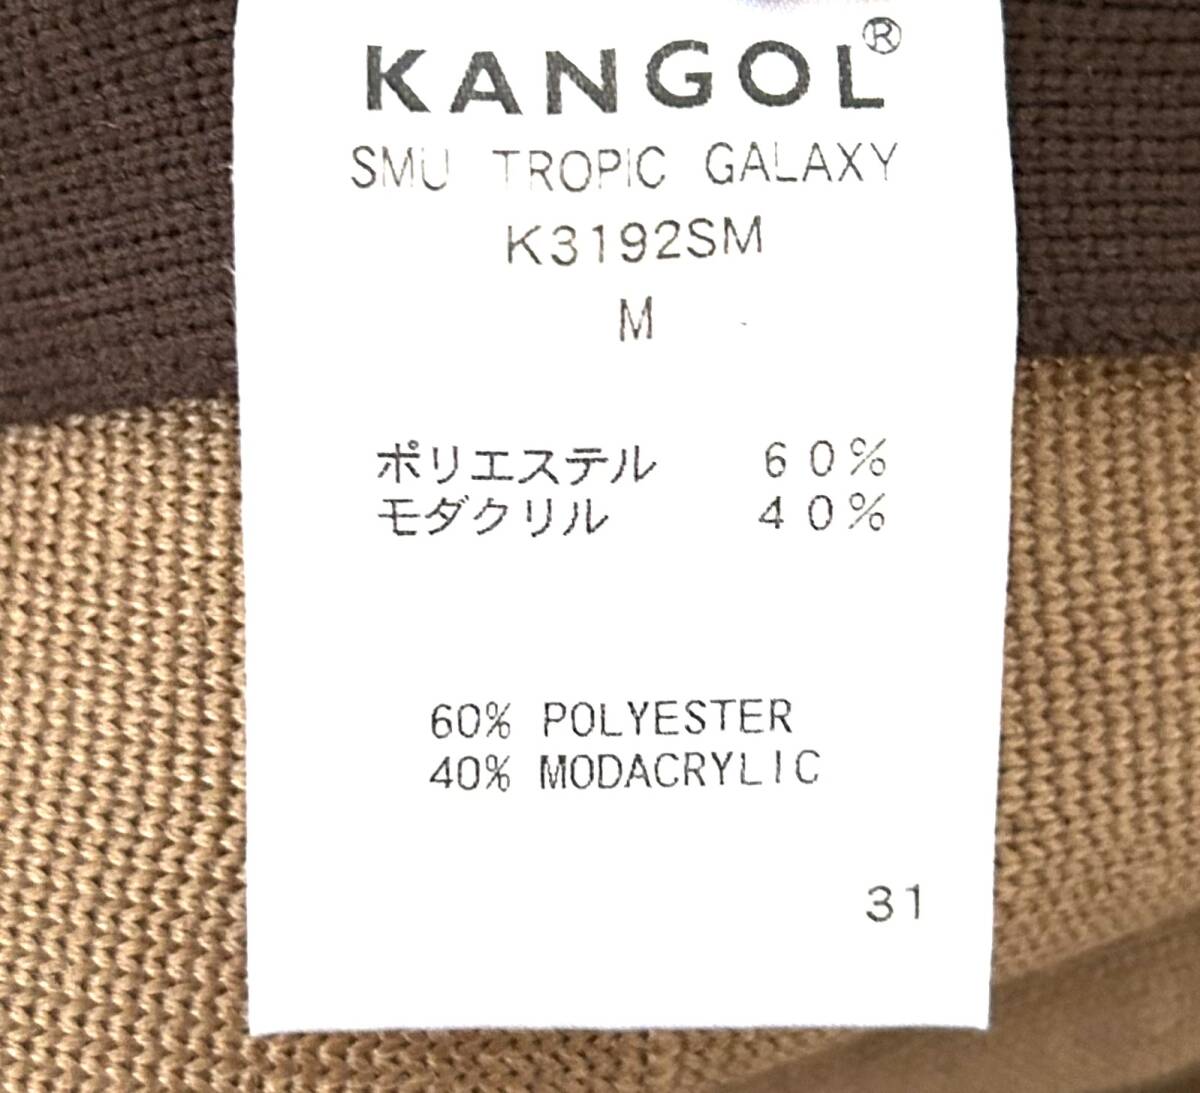 KANGOL®
SMU TROPIC GALAXY
K3192SM
M
ポリエステル ６０％
モダクリル ４０％
60% POLYESTER
40% MODACRYLIC
31